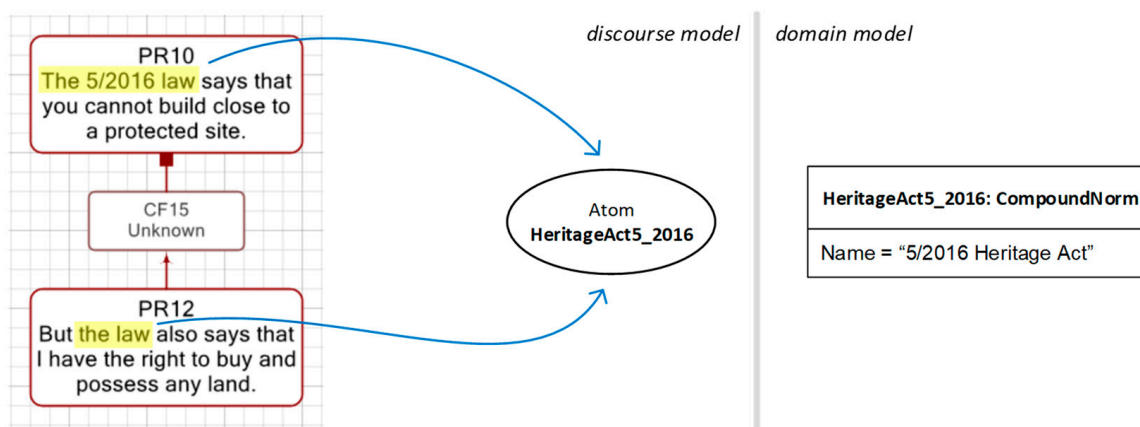 discourse model
domain model
PR10
The 5/2016 law says that
you cannot build close to
a protected site.
CF15
Unknown
PR12
But the law also says that
I have the right to buy and
possess any land.
Atom
HeritageAct5_2016
HeritageAct5_2016: CompoundNorm
Name = “5/2016 Heritage Act”